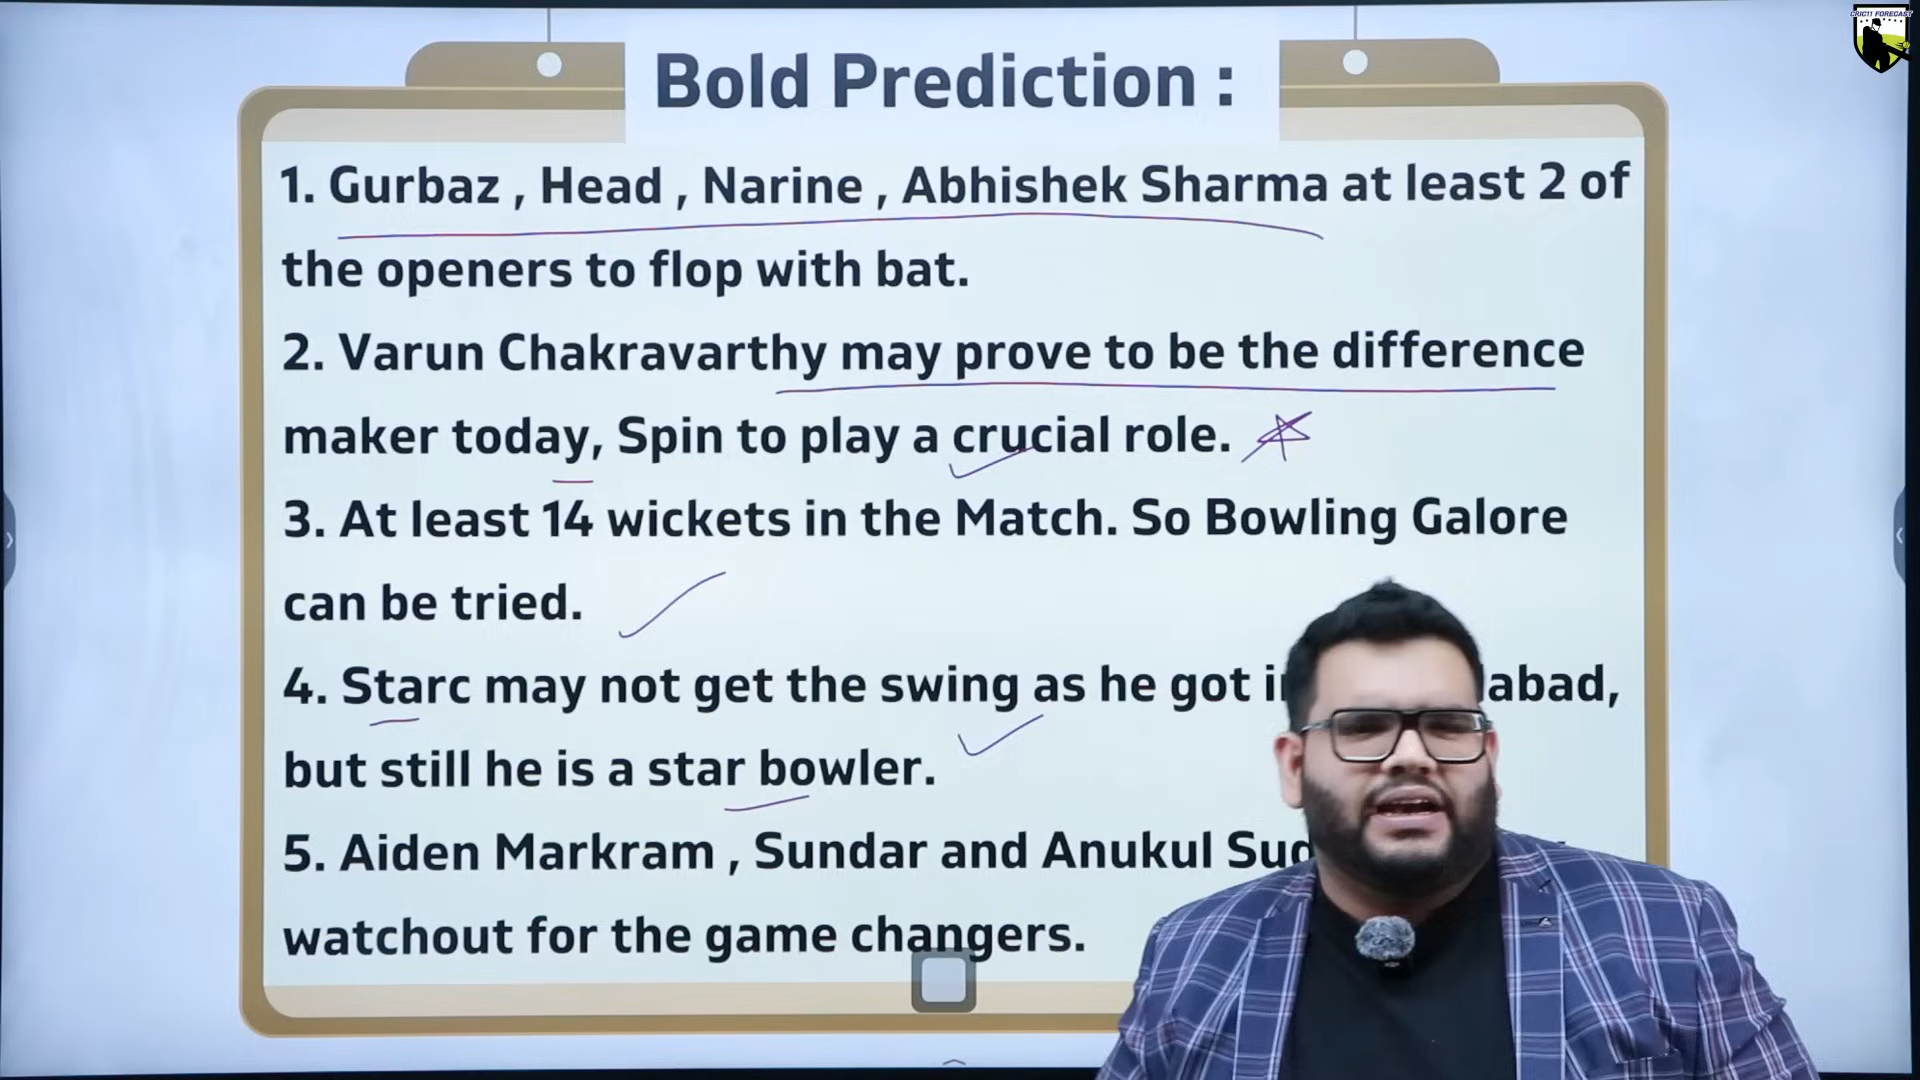 CRIC11 FORECAST
Bold Prediction :
1. Gurbaz , Head , Narine , Abhishek Sharma at least 2 of
the openers to flop with bat.
2. Varun Chakravarthy may prove to be the difference
maker today, Spin to play a crucial role.
3. At least 14 wickets in the Match. So Bowling Galore
can be tried.
4. Starc may not get the swing as he got abad,
but still he is a star bowler.
5. Aiden Markram , Sundar and Anukul
watchout for the game changers.